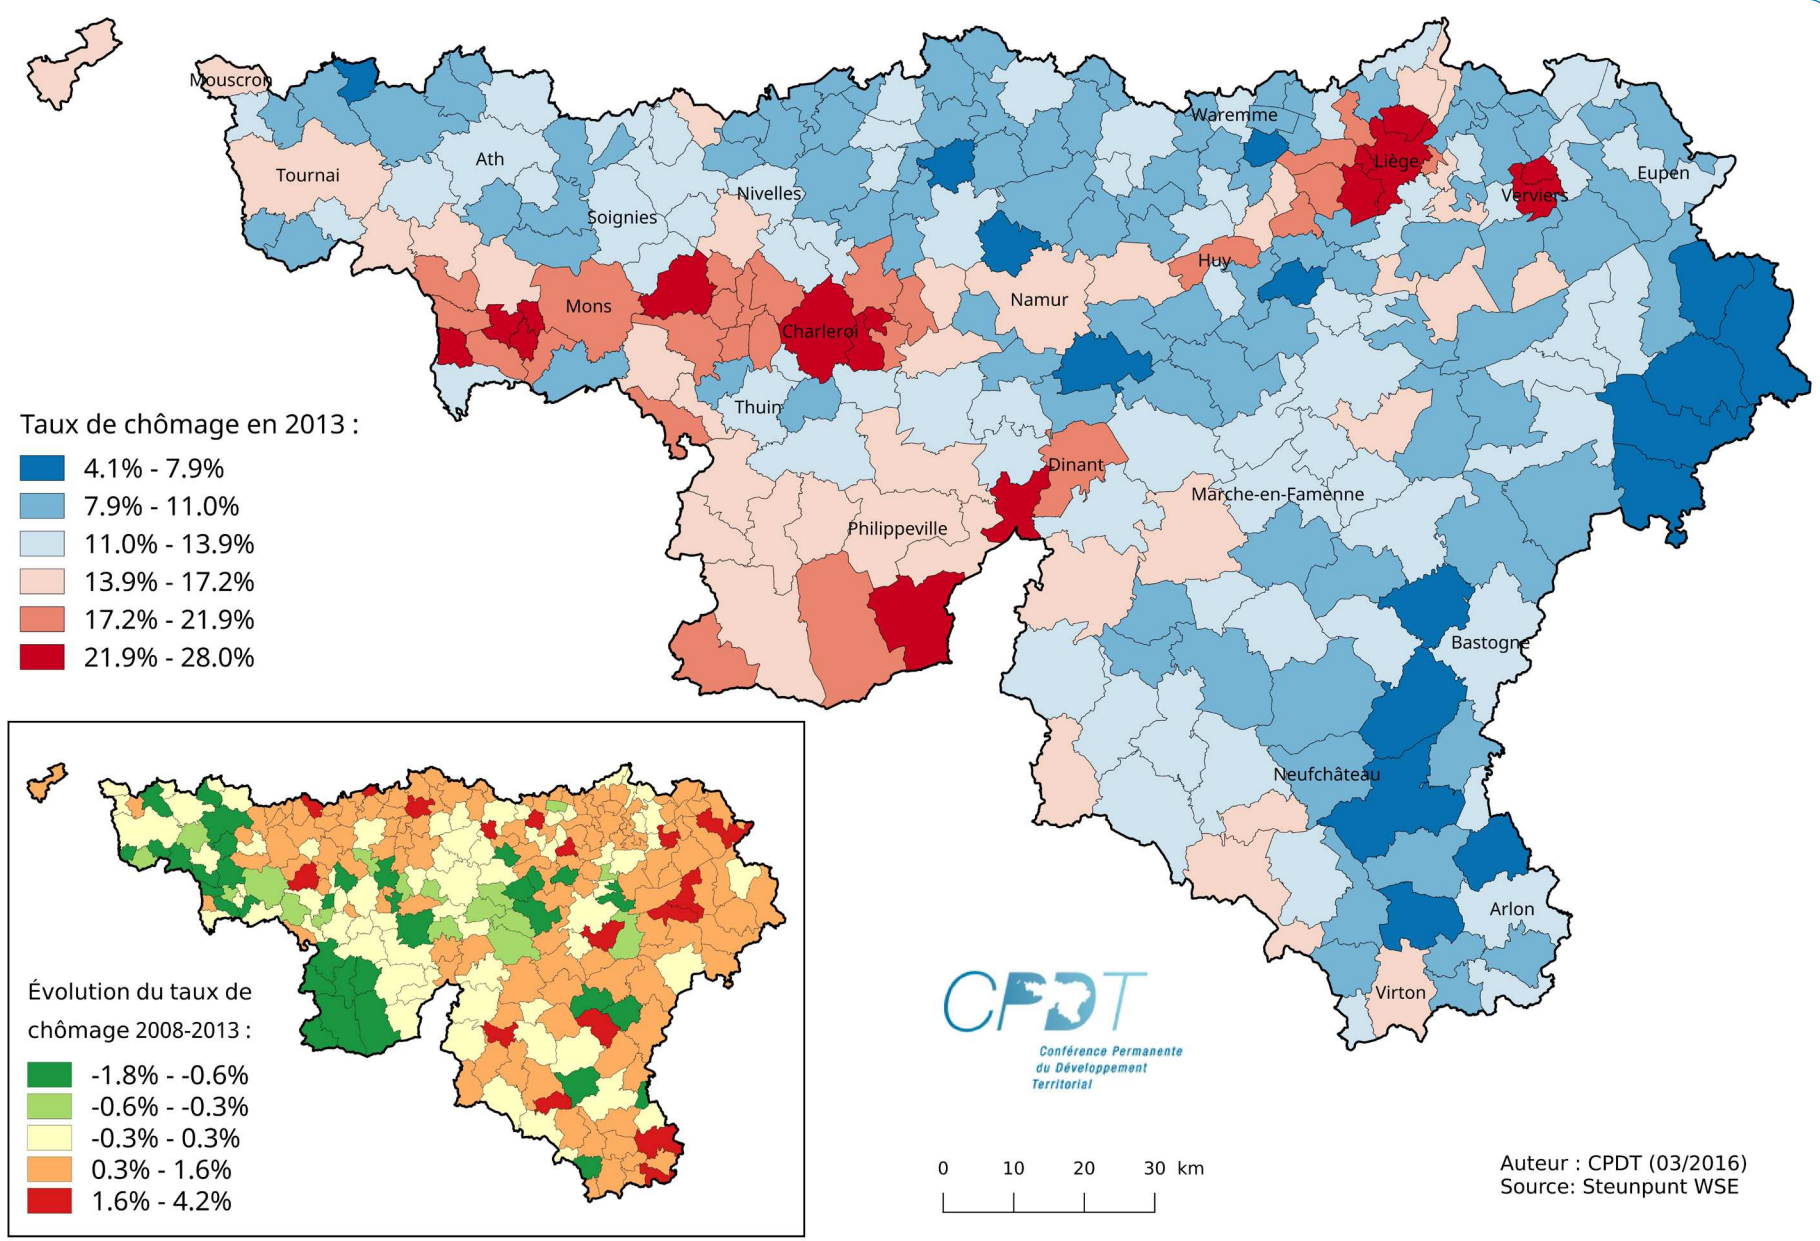 Mouscron
Waremme
Liège
Ath
Tournai
Eupen
Nivelles
Verviers
Soignies
Huy
Namur
Mons
Charleroi
Thuin
Dinant
Marche-en-Famenne
Philippeville
Bastogne
Neufchâteau
Arlon
Virton
Taux de chômage en 2013 :
4.1% - 7.9%
7.9% - 11.0%
11.0% - 13.9%
13.9% - 17.2%
17.2% - 21.9%
21.9% - 28.0%
Évolution du taux de
chômage 2008-2013 :
-1.8% - -0.6%
-0.6% - -0.3%
-0.3% - 0.3%
0.3% - 1.6%
1.6% - 4.2%
CPDT
Conférence Permanente
du Développement
Territorial
0 10 20 30 km
Auteur : CPDT (03/2016)
Source: Steunpunt WSE